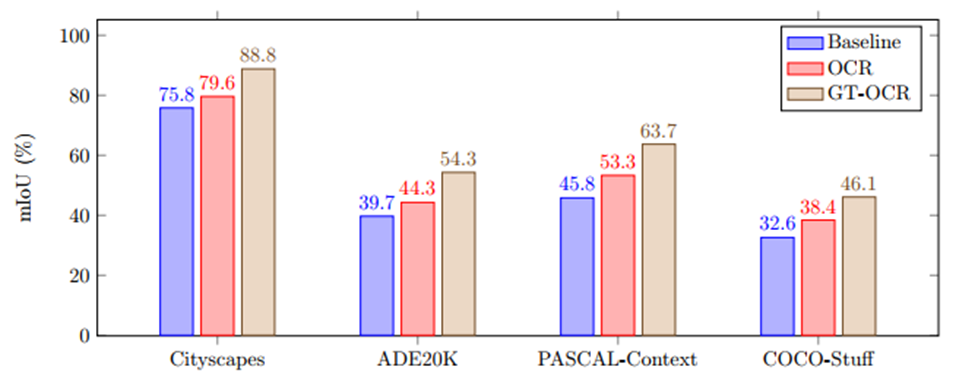 mIoU (%)
100
80
60
40
20
0
75.8
79.6
88.8
39.7
44.3
54.3
45.8
53.3
63.7
32.6
38.4
46.1
Baseline
OCR
GT-OCR
Cityscapes
ADE20K
PASCAL-Context
COCO-Stuff